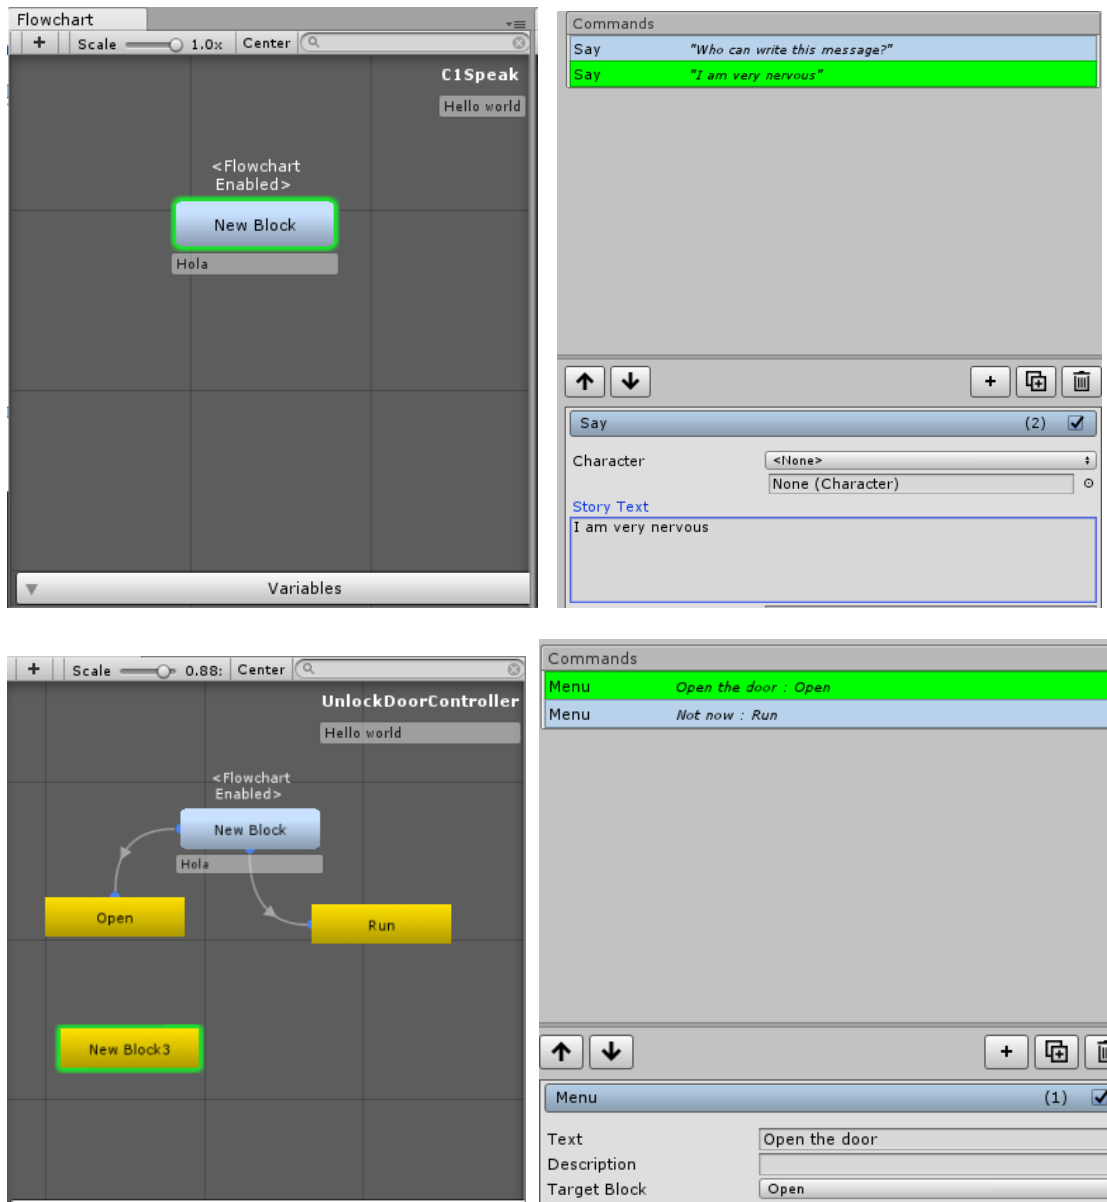 Flowchart
+ Scale 1.0x Center
C1Speak
Hello world
<Flowchart
Enabled>
New Block
Hola
Variables
Commands
Say "Who can write this message?"
Say "I am very nervous"
+
Say (2)
Character <None>
None (Character)
Story Text
I am very nervous
+ Scale 0.88: Center
UnlockDoorController
Hello world
<Flowchart
Enabled>
New Block
Hola
Open
Run
New Block3
Commands
Menu Open the door : Open
Menu Not now : Run
+
Menu (1)
Text Open the door
Description
Target Block Open